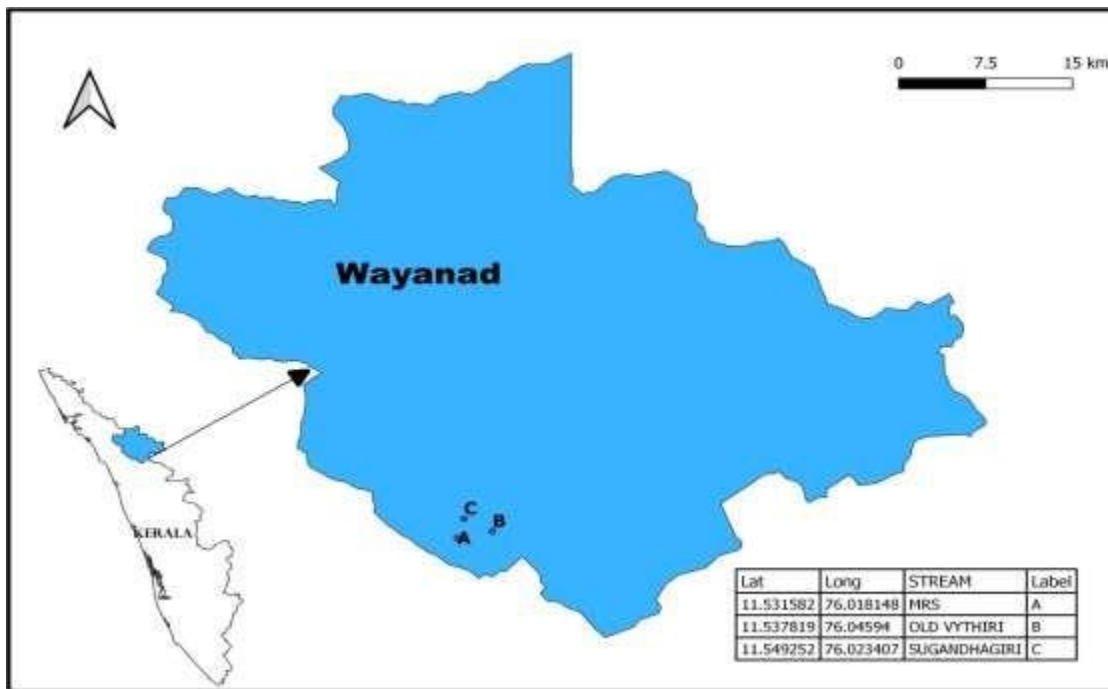 0 7.5 15 km
Wayanad
C
B
A
KERALA
Lat Long STREAM Label
11.531582 76.018148 MRS A
11.537819 76.04594 OLD VYTHIRI B
11.549252 76.023407 SUGANDHAGIRI C